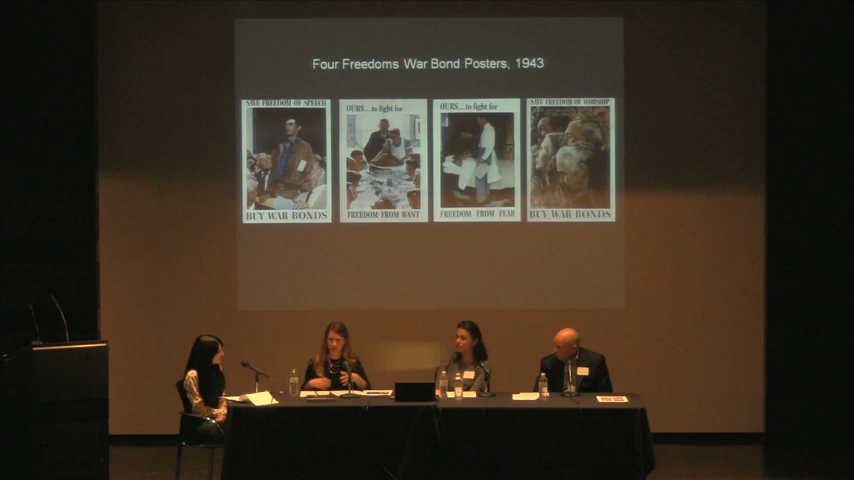 Four Freedoms War Bond Posters, 1943
SAVE FREEDOM OF SPEECH
BUY WAR BONDS
OURS...to fight for
FREEDOM FROM WANT
OURS...to fight for
FREEDOM FROM FEAR
SAVE FREEDOM OF WORSHIP
BUY WAR BONDS